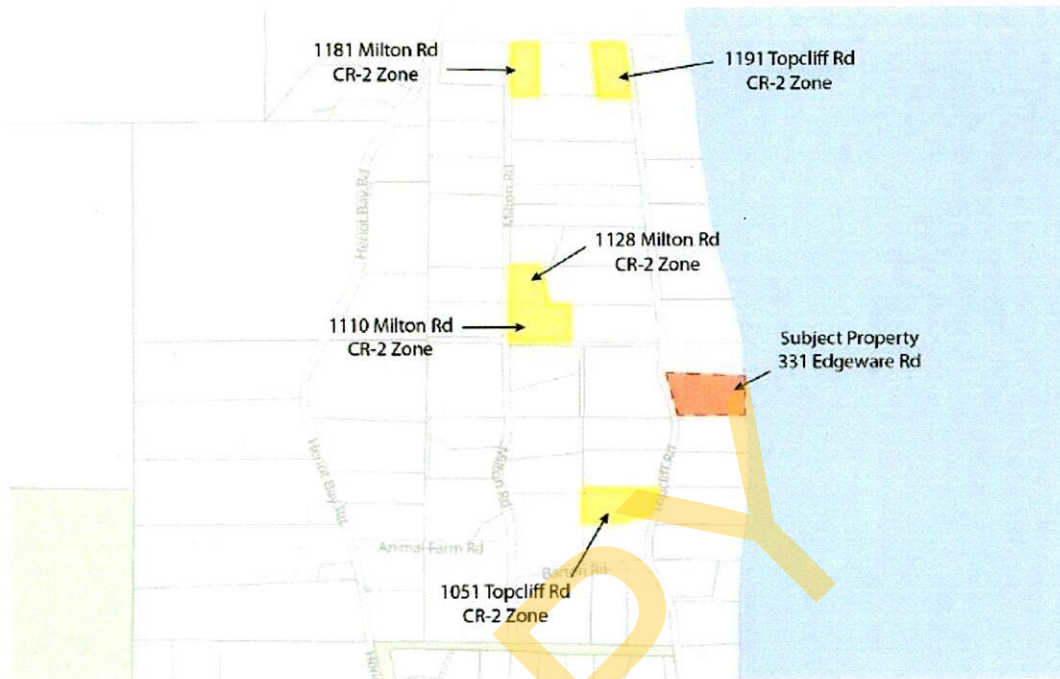 1181 Milton Rd
CR-2 Zone
1191 Topcliff Rd
CR-2 Zone
Heriot Bay Rd
Milton Rd
1128 Milton Rd
CR-2 Zone
1110 Milton Rd
CR-2 Zone
Subject Property
331 Edgeware Rd
Heriot Bay Rd
Milton Rd
Topcliff Rd
Animal Farm Rd
Barton Rd
1051 Topcliff Rd
CR-2 Zone
PY